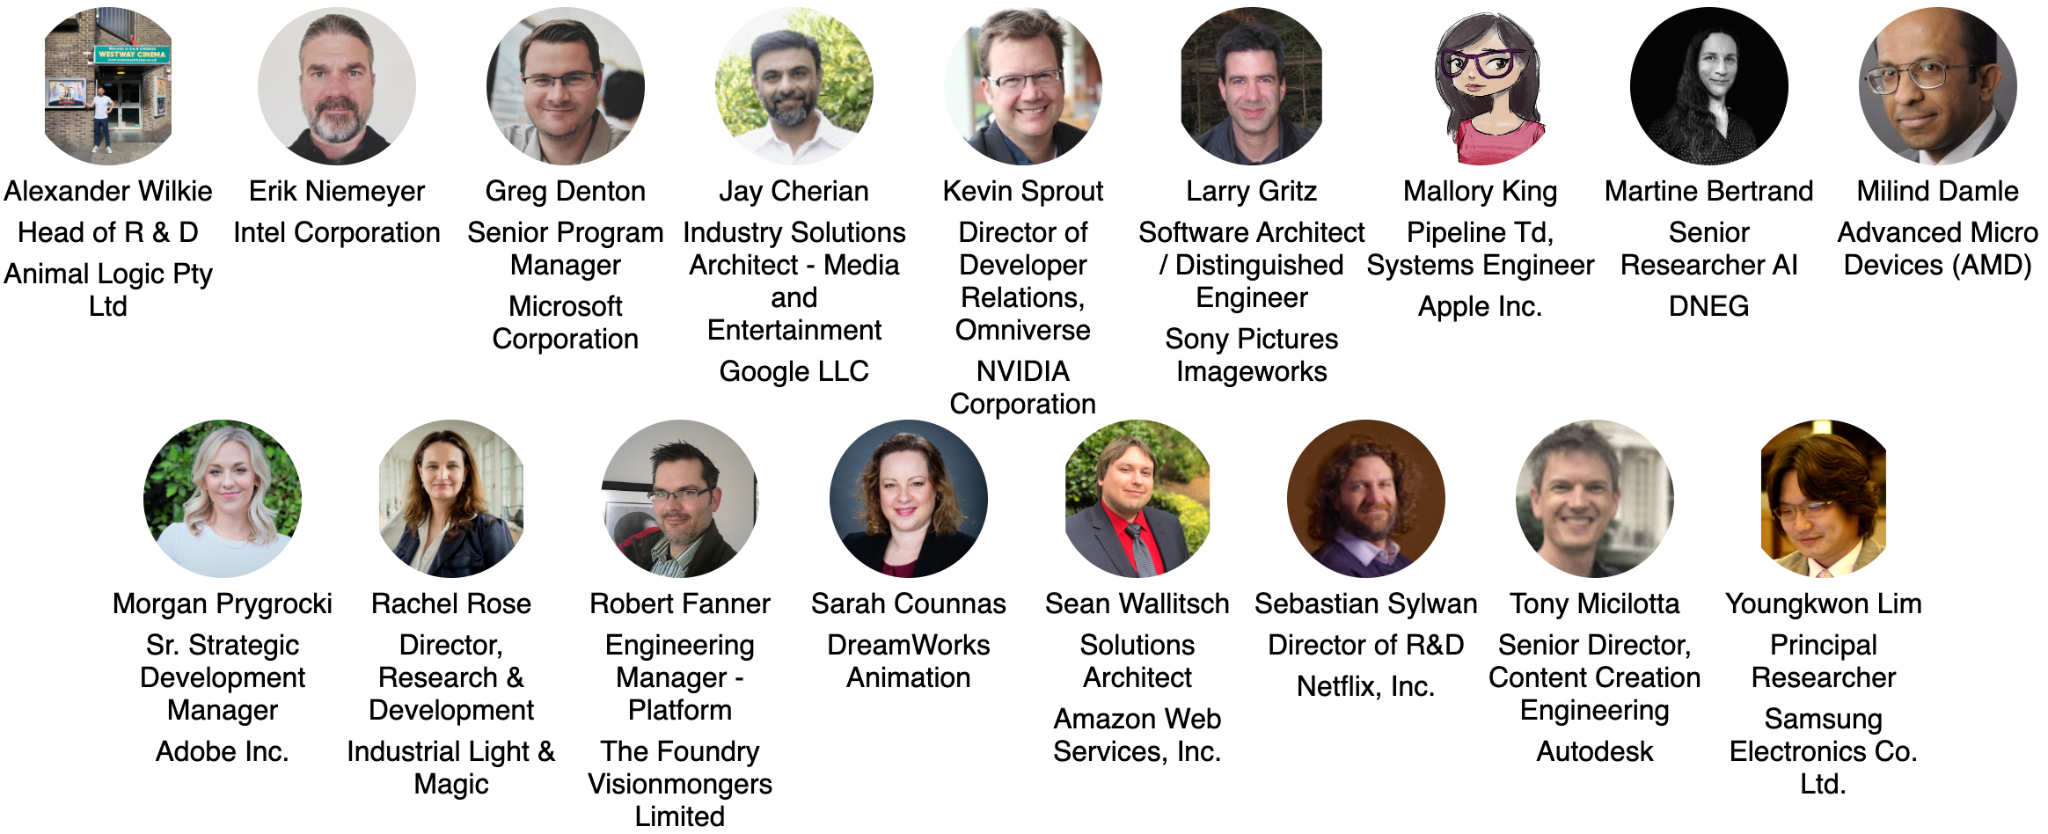 WESTWAY CINEMA
Alexander Wilkie
Head of R & D
Animal Logic Pty
Ltd
Erik Niemeyer
Intel Corporation
Greg Denton
Senior Program
Manager
Microsoft
Corporation
Jay Cherian
Industry Solutions
Architect - Media
and
Entertainment
Google LLC
Kevin Sprout
Director of
Developer
Relations,
Omniverse
NVIDIA
Corporation
Larry Gritz
Software Architect
/ Distinguished
Engineer
Sony Pictures
Imageworks
Mallory King
Pipeline Td,
Systems Engineer
Apple Inc.
Martine Bertrand
Senior
Researcher AI
DNEG
Milind Damle
Advanced Micro
Devices (AMD)
Morgan Prygrocki
Sr. Strategic
Development
Manager
Adobe Inc.
Rachel Rose
Director,
Research &
Development
Industrial Light &
Magic
Robert Fanner
Engineering
Manager -
Platform
The Foundry
Visionmongers
Limited
Sarah Counnas
DreamWorks
Animation
Sean Wallitsch
Solutions
Architect
Amazon Web
Services, Inc.
Sebastian Sylwan
Director of R&D
Netflix, Inc.
Tony Micilotta
Senior Director,
Content Creation
Engineering
Autodesk
Youngkwon Lim
Principal
Researcher
Samsung
Electronics Co.
Ltd.